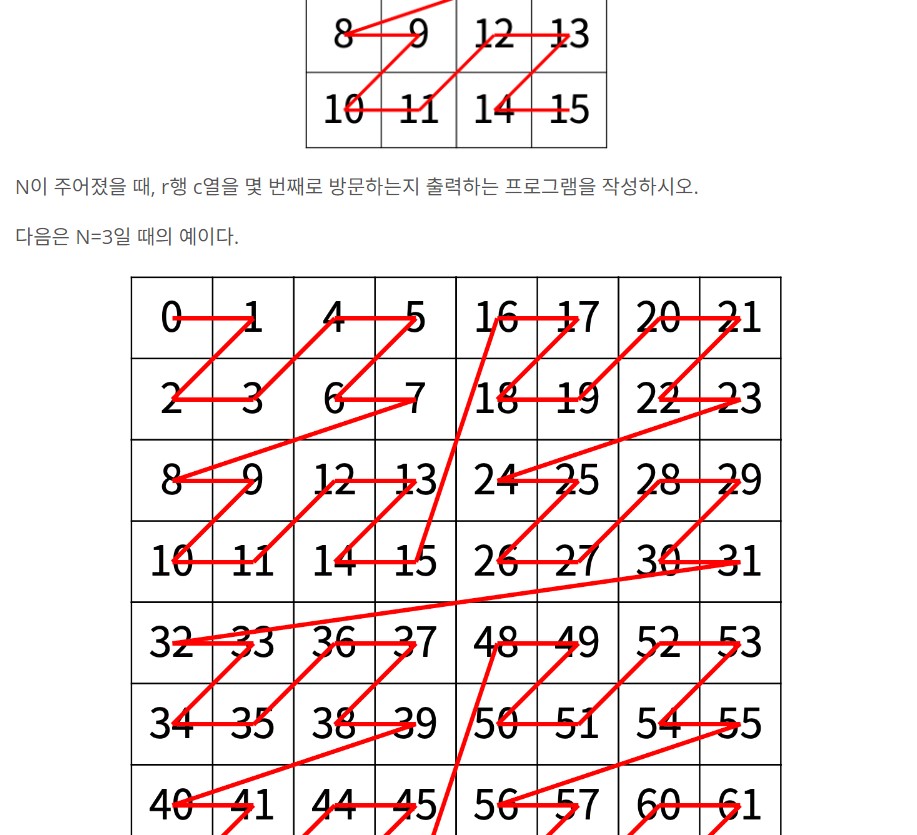 8 9 12 13
10 11 14 15
N이 주어졌을 때, r행 c열을 몇 번째로 방문하는지 출력하는 프로그램을 작성하시오.
다음은 N=3일 때의 예이다.
0 1 4 5 16 17 20 21
2 3 6 7 18 19 22 23
8 9 12 13 24 25 28 29
10 11 14 15 26 27 30 31
32 33 36 37 48 49 52 53
34 35 38 39 50 51 54 55
40 41 44 45 56 57 60 61